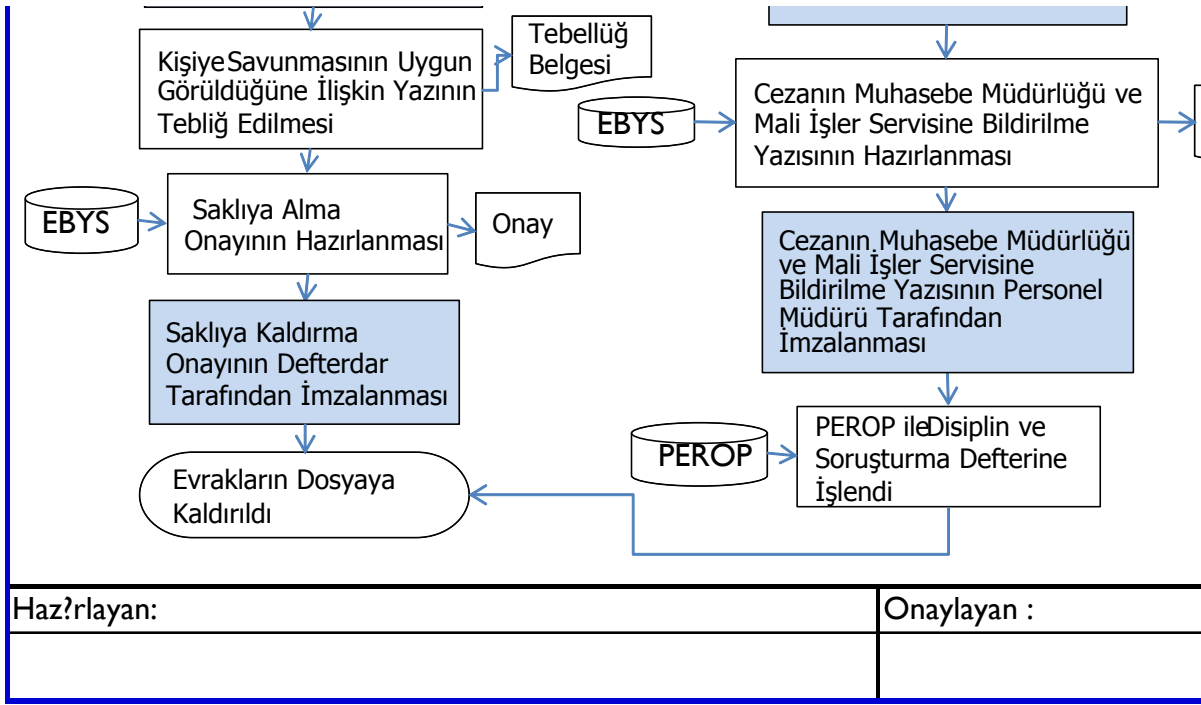 Kişiye Savunmasının Uygun
Görüldüğüne İlişkin Yazının
Tebliğ Edilmesi
Tebellüğ
Belgesi
EBYS
Saklıya Alma
Onayının Hazırlanması
Onay
Saklıya Kaldırma
Onayının Defterdar
Tarafından İmzalanması
Evrakların Dosyaya
Kaldırıldı
EBYS
Cezanın Muhasebe Müdürlüğü ve
Mali İşler Servisine Bildirilme
Yazısının Hazırlanması
Cezanın Muhasebe Müdürlüğü
ve Mali İşler Servisine
Bildirilme Yazısının Personel
Müdürü Tarafından
İmzalanması
PEROP
PEROP ileDisiplin ve
Soruşturma Defterine
İşlendi
Haz?rlayan:
Onaylayan :